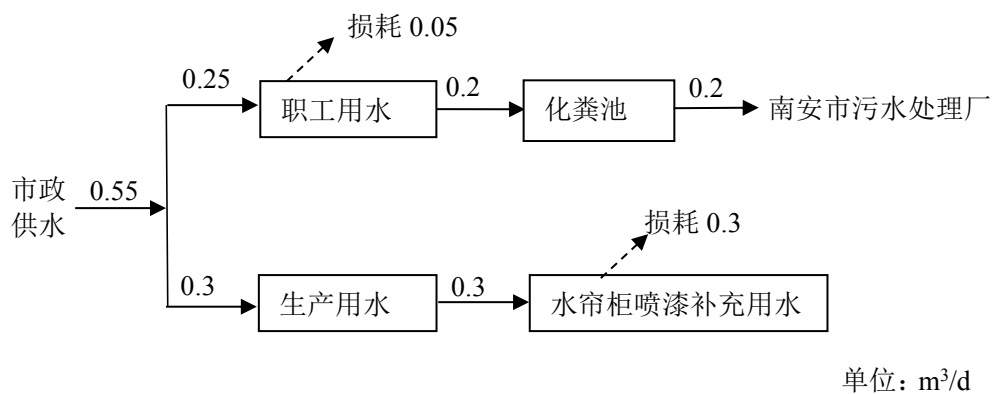 损耗 0.05
0.25
职工用水
0.2
化粪池
0.2
南安市污水处理厂
市政
供水
0.55
损耗 0.3
0.3
生产用水
0.3
水帘柜喷漆补充用水
单位：m³/d